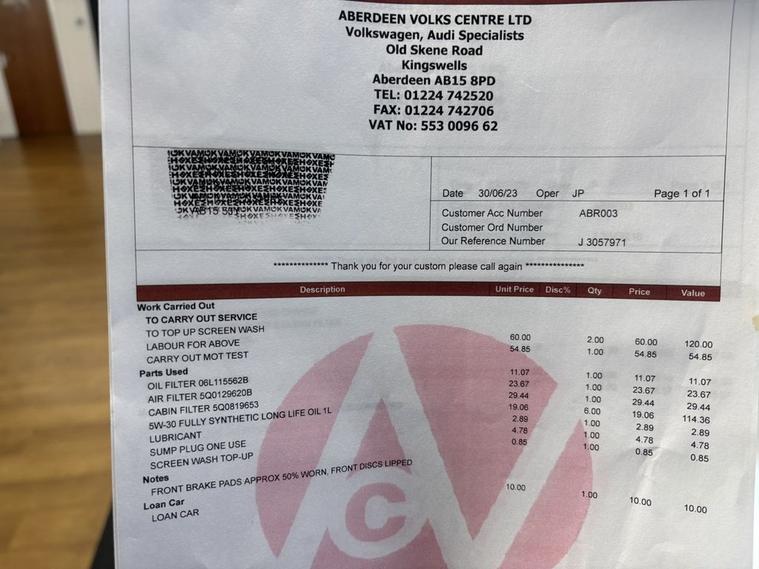 ABERDEEN VOLKS CENTRE LTD
Volkswagen, Audi Specialists
Old Skene Road
Kingswells
Aberdeen AB15 8PD
TEL: 01224 742520
FAX: 01224 742706
VAT No: 553 0096 62
Date 30/06/23 Oper JP Page 1 of 1
Customer Acc Number ABR003
Customer Ord Number
Our Reference Number J 3057971
************** Thank you for your custom please call again ***************
Description Unit Price Disc% Qty Price Value
Work Carried Out
TO CARRY OUT SERVICE
TO TOP UP SCREEN WASH
LABOUR FOR ABOVE 60.00 2.00 60.00 120.00
CARRY OUT MOT TEST 54.85 1.00 54.85 54.85
Parts Used
OIL FILTER 06L115562B 11.07 1.00 11.07 11.07
AIR FILTER 5Q0129620B 23.67 1.00 23.67 23.67
CABIN FILTER 5Q0819653 29.44 1.00 29.44 29.44
5W-30 FULLY SYNTHETIC LONG LIFE OIL 1L 19.06 6.00 19.06 114.36
LUBRICANT 2.89 1.00 2.89 2.89
SUMP PLUG ONE USE 4.78 1.00 4.78 4.78
SCREEN WASH TOP-UP 0.85 1.00 0.85 0.85
Notes
FRONT BRAKE PADS APPROX 50% WORN, FRONT DISCS LIPPED
Loan Car
LOAN CAR 10.00 1.00 10.00 10.00